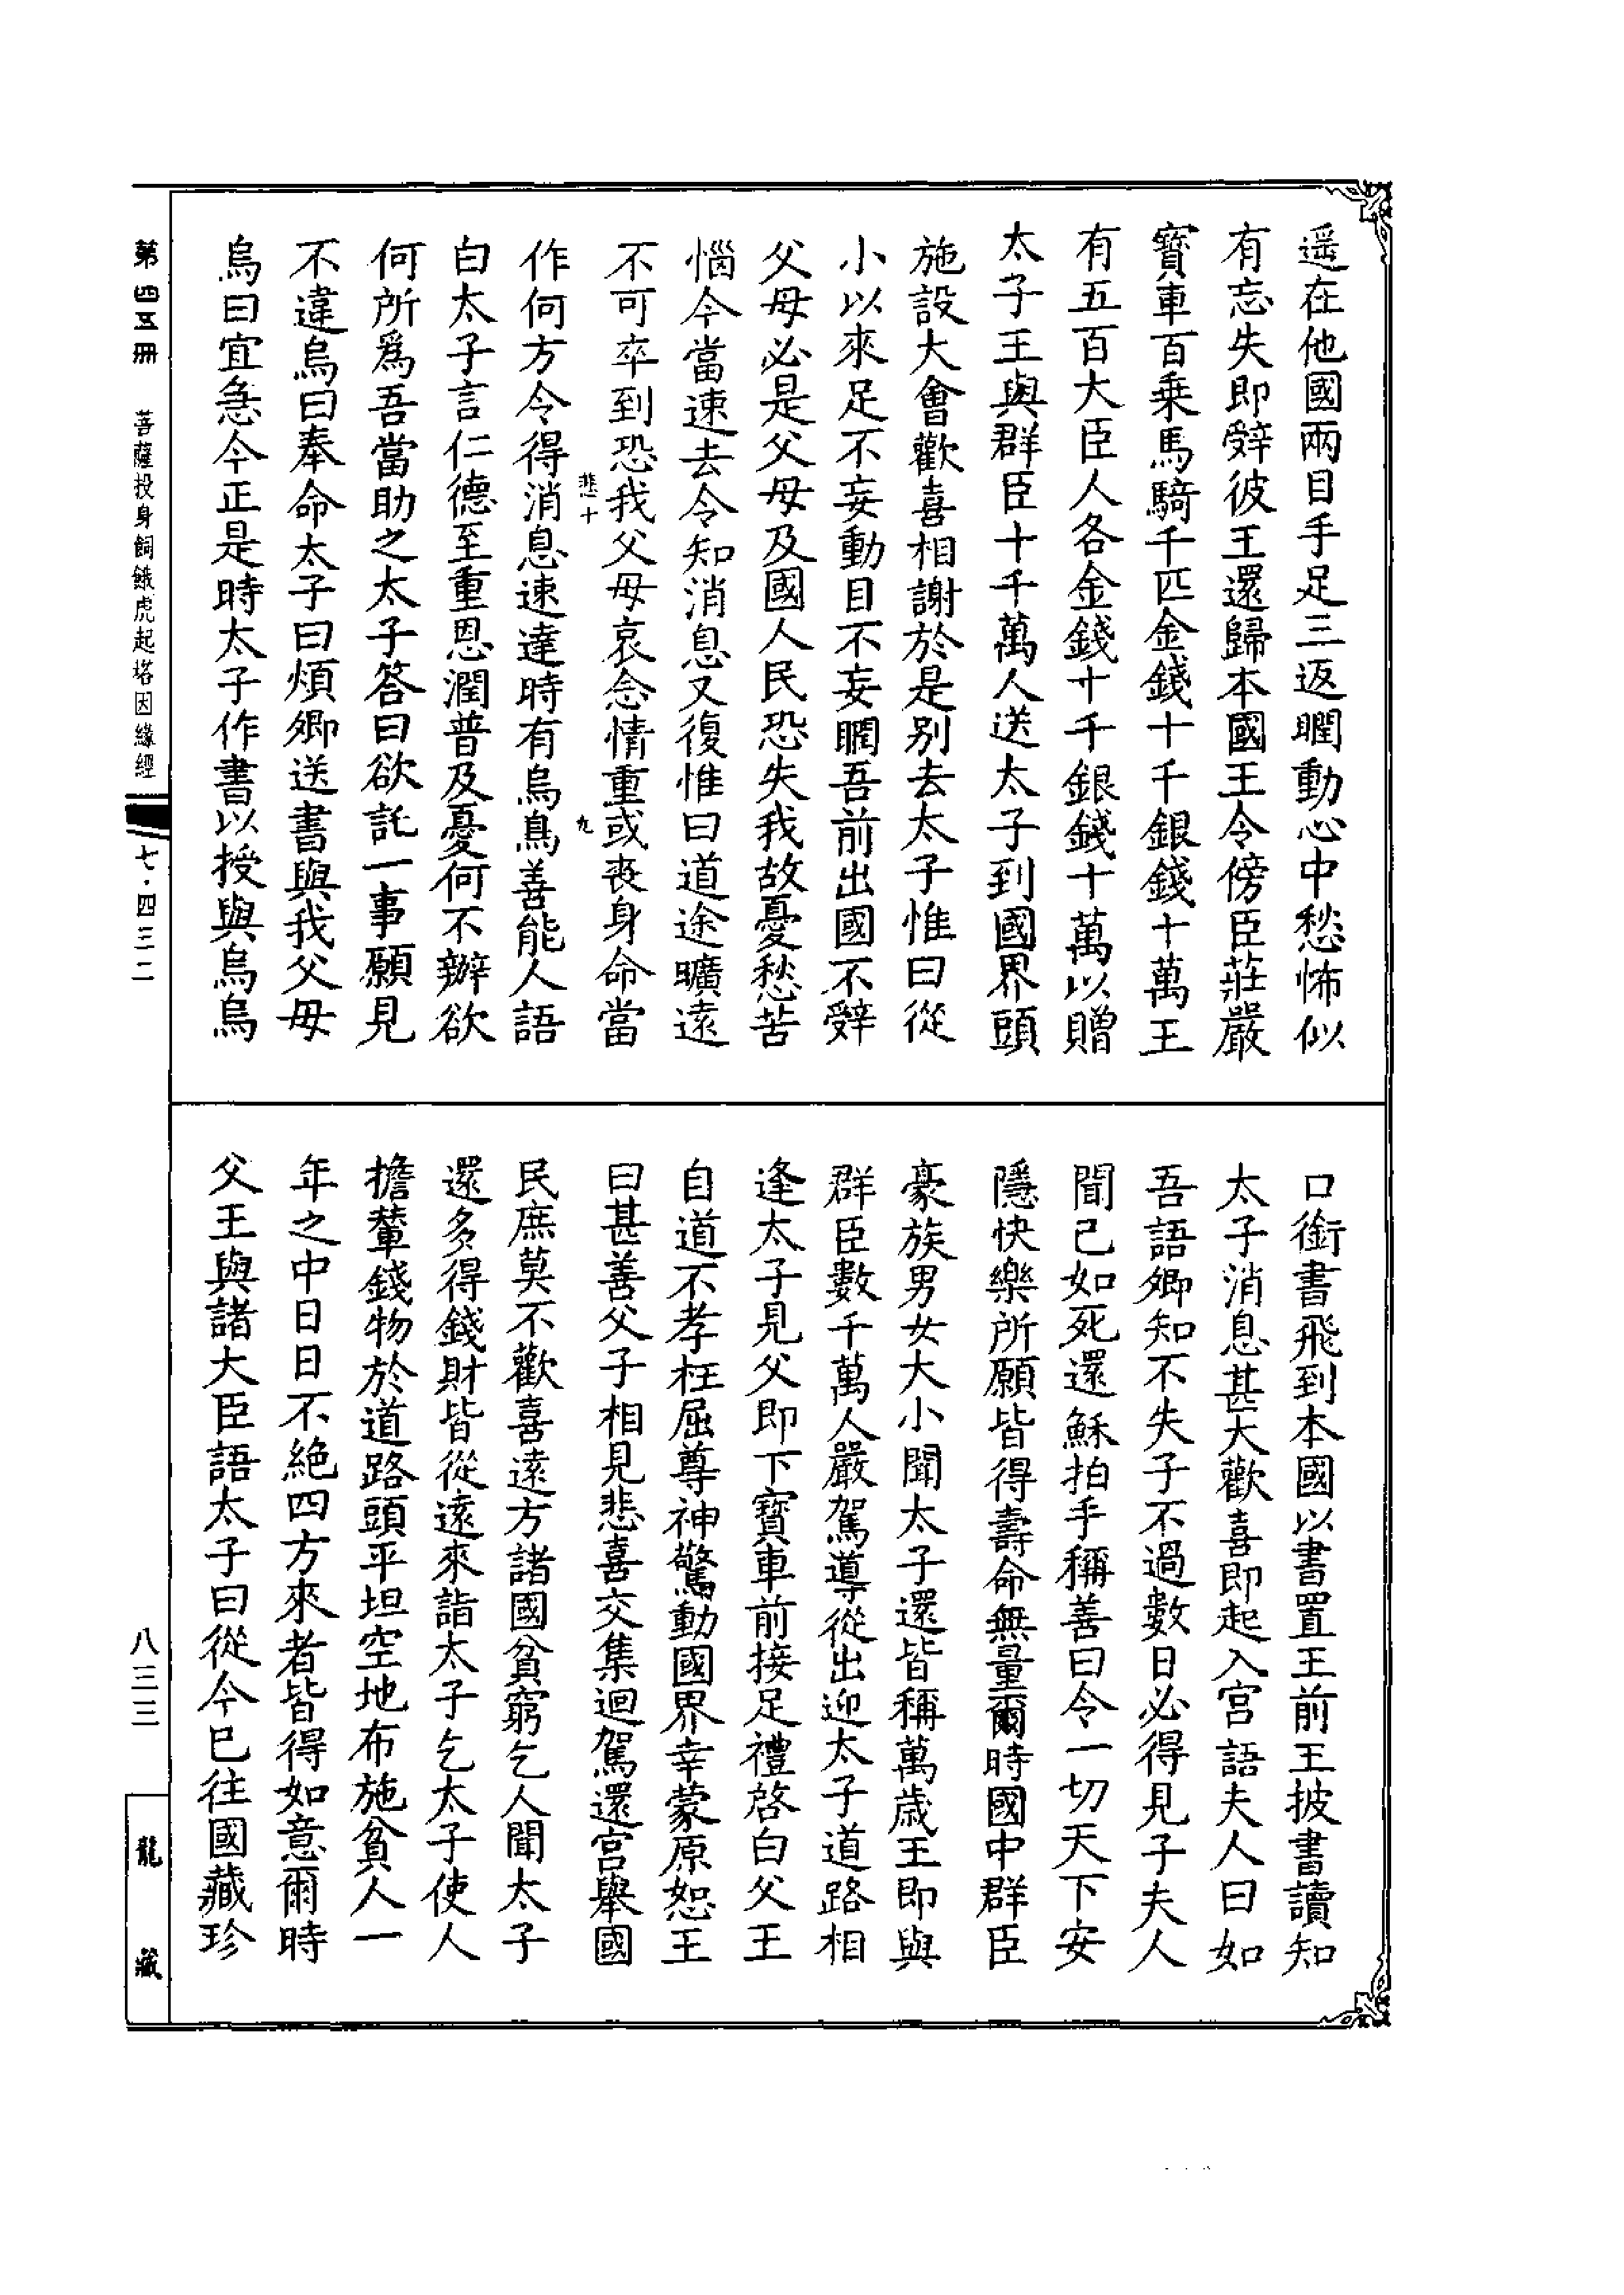 遥在他國兩目手足三返瞤動心中愁怖似
有忘失即辤彼王還歸本國王令傍臣莊嚴
寶車百乗馬騎千匹金錢十千銀錢十萬王
有五百大臣人各金錢十千銀錢十萬以贈
太子王與群臣十千萬人送太子到國界頭
施設大會歡喜相謝於是别去太子惟曰從
小以來足不妄動目不妄瞤吾前出國不辤
父母必是父母及國人民恐失我故憂愁苦
惱今當速去令知消息又復惟曰道途曠遠
不可卒到恐我父母哀念情重或丧身命當
悲十
九
作何方令得消息速達時有烏鳥善能人語
白太子言仁德至重恩潤普及憂何不辦欲
何所爲吾當助之太子答曰欲託一事願見
不違烏曰奉命太子曰煩卿送書與我父母
烏曰宜急今正是時太子作書以授與烏烏
口銜書飛到本國以書置王前王披書讀知
太子消息甚大歡喜即起入宫語夫人曰如
吾語卿知不失子不過數日必得見子夫人
聞已如死還穌拍手稱善曰令一切天下安
隱快樂所願皆得壽命無量爾時國中群臣
豪族男女大小聞太子還皆稱萬歲王即與
群臣數千萬人嚴駕導從出迎太子道路相
逢太子見父即下寶車前接足禮啓白父王
自道不孝枉屈尊神驚動國界幸蒙原恕王
曰甚善父子相見悲喜交集迴駕還宫舉國
民庶莫不歡喜遠方諸國貧窮乞人聞太子
還多得錢財皆從遠來詣太子乞太子使人
擔輦錢物於道路頭平坦空地布施貧人一
年之中日日不絶四方來者皆得如意爾時
父王與諸大臣語太子曰從今已往國藏珍
第四五冊 菩薩投身飼餓虎起塔因緣經
七·四三二
八三三
龍藏